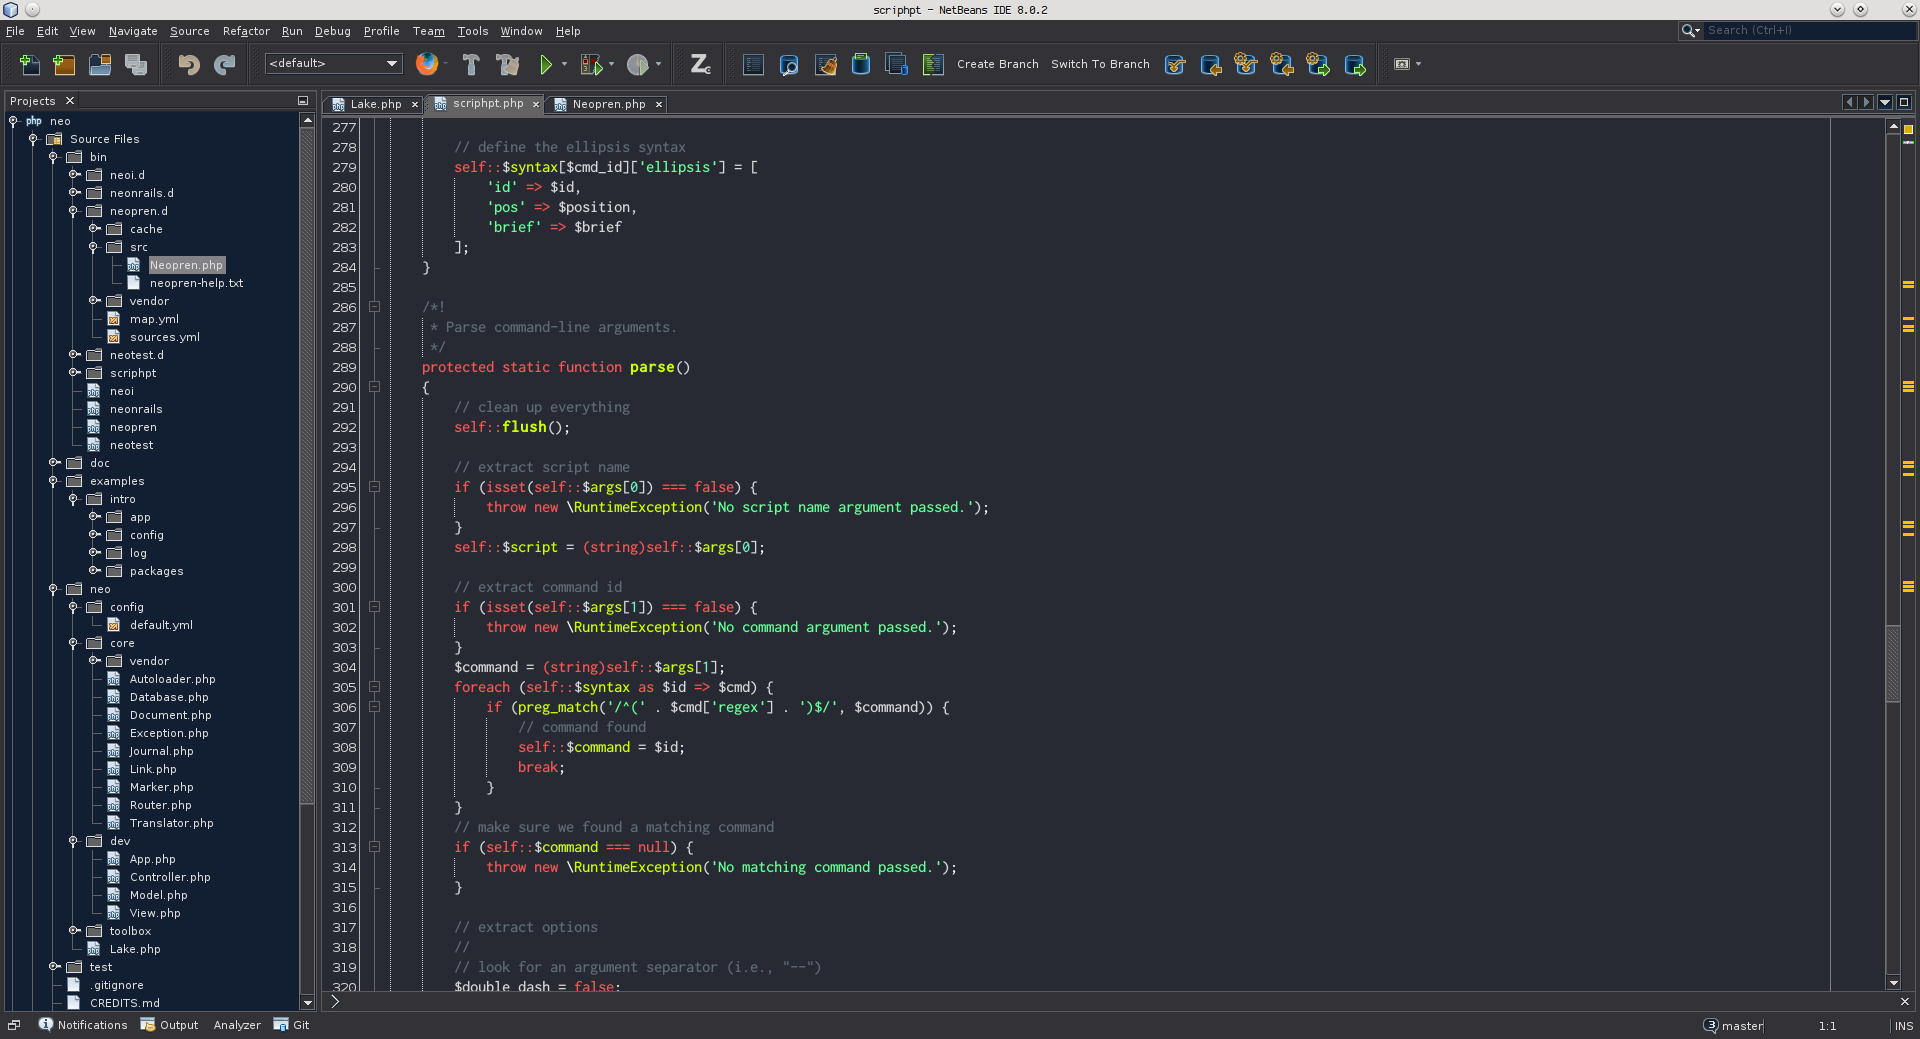 scriphpt - NetBeans IDE 8.0.2
File Edit View Navigate Source Refactor Run Debug Profile Team Tools Window Help
Search (Ctrl+I)
<default>
Create Branch Switch To Branch
Projects
Lake.php
scriphpt.php
Neopren.php
php neo
Source Files
bin
neoi.d
neonrails.d
neopren.d
cache
src
Neopren.php
neopren-help.txt
vendor
map.yml
sources.yml
neotest.d
scriphpt
neoi
neonrails
neopren
neotest
doc
examples
intro
app
config
log
packages
neo
config
default.yml
core
vendor
Autoloader.php
Database.php
Document.php
Exception.php
Journal.php
Link.php
Marker.php
Router.php
Translator.php
dev
App.php
Controller.php
Model.php
View.php
toolbox
Lake.php
test
.gitignore
CREDITS.md
277
278 // define the ellipsis syntax
279 self::$syntax[$cmd_id]['ellipsis'] = [
280 'id' => $id,
281 'pos' => $position,
282 'brief' => $brief
283 ];
284 }
285
286 /*!
287 * Parse command-line arguments.
288 */
289 protected static function parse()
290 {
291 // clean up everything
292 self::flush();
293
294 // extract script name
295 if (isset(self::$args[0]) === false) {
296 throw new \RuntimeException('No script name argument passed.');
297 }
298 self::$script = (string)self::$args[0];
299
300 // extract command id
301 if (isset(self::$args[1]) === false) {
302 throw new \RuntimeException('No command argument passed.');
303 }
304 $command = (string)self::$args[1];
305 foreach (self::$syntax as $id => $cmd) {
306 if (preg_match('/^(' . $cmd['regex'] . ')$/', $command)) {
307 // command found
308 self::$command = $id;
309 break;
310 }
311 }
312 // make sure we found a matching command
313 if (self::$command === null) {
314 throw new \RuntimeException('No matching command passed.');
315 }
316
317 // extract options
318 //
319 // look for an argument separator (i.e., "--")
320 $double_dash = false;
Notifications Output Analyzer Git
3 master 1:1 INS